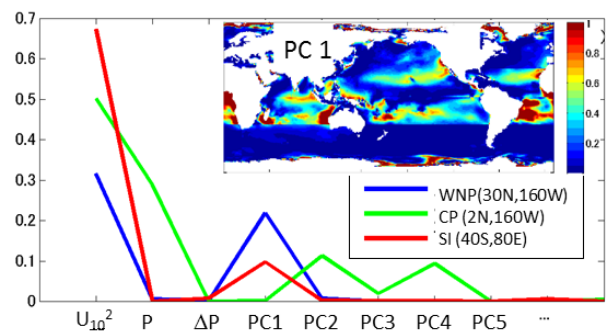 0.7
0.6
0.5
0.4
0.3
0.2
0.1
0
PC 1
1
0.8
0.6
0.4
0.2
WNP(30N,160W)
CP (2N,160W)
SI (40S,80E)
U₁₀² P ΔP PC1 PC2 PC3 PC4 PC5 ...